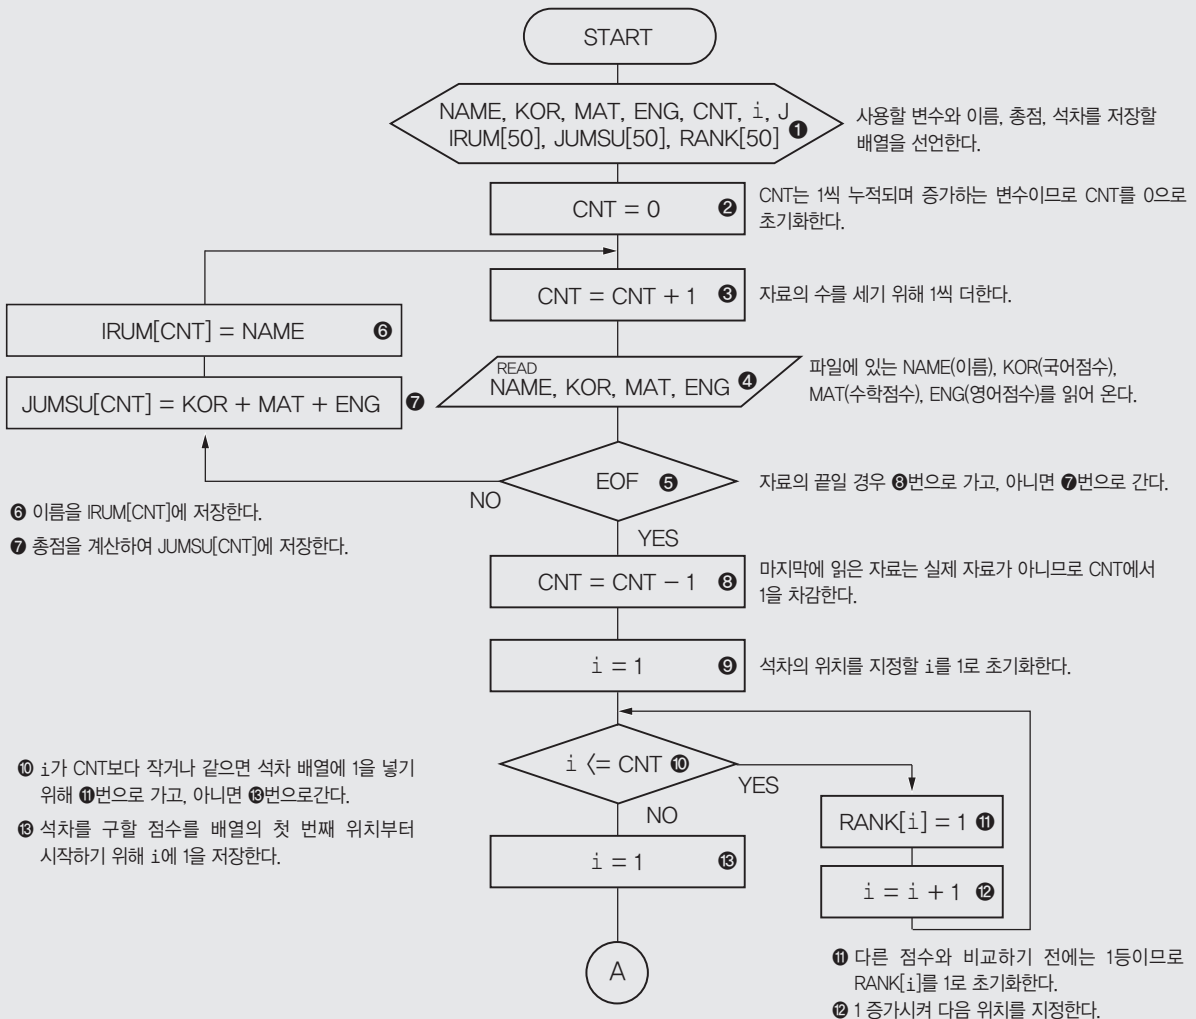 START
NAME, KOR, MAT, ENG, CNT, i, J
IRUM[50], JUMSU[50], RANK[50] ❶
사용할 변수와 이름, 총점, 석차를 저장할
배열을 선언한다.
CNT = 0 ❷
CNT는 1씩 누적되며 증가하는 변수이므로 CNT를 0으로
초기화한다.
CNT = CNT + 1 ❸
자료의 수를 세기 위해 1씩 더한다.
IRUM[CNT] = NAME ❻
READ
NAME, KOR, MAT, ENG ❹
파일에 있는 NAME(이름), KOR(국어점수),
MAT(수학점수), ENG(영어점수)를 읽어 온다.
JUMSU[CNT] = KOR + MAT + ENG ❼
EOF ❺
자료의 끝일 경우 ❽번으로 가고, 아니면 ❼번으로 간다.
NO
YES
❻ 이름을 IRUM[CNT]에 저장한다.
❼ 총점을 계산하여 JUMSU[CNT]에 저장한다.
CNT = CNT − 1 ❽
마지막에 읽은 자료는 실제 자료가 아니므로 CNT에서
1을 차감한다.
i = 1 ❾
석차의 위치를 지정할 i를 1로 초기화한다.
i <= CNT ❿
YES
NO
❿ i가 CNT보다 작거나 같으면 석차 배열에 1을 넣기
위해 ⓫번으로 가고, 아니면 ⓭번으로간다.
⓭ 석차를 구할 점수를 배열의 첫 번째 위치부터
시작하기 위해 i에 1을 저장한다.
RANK[i] = 1 ⓫
i = 1 ⓭
i = i + 1 ⓬
A
⓫ 다른 점수와 비교하기 전에는 1등이므로
RANK[i]를 1로 초기화한다.
⓬ 1 증가시켜 다음 위치를 지정한다.